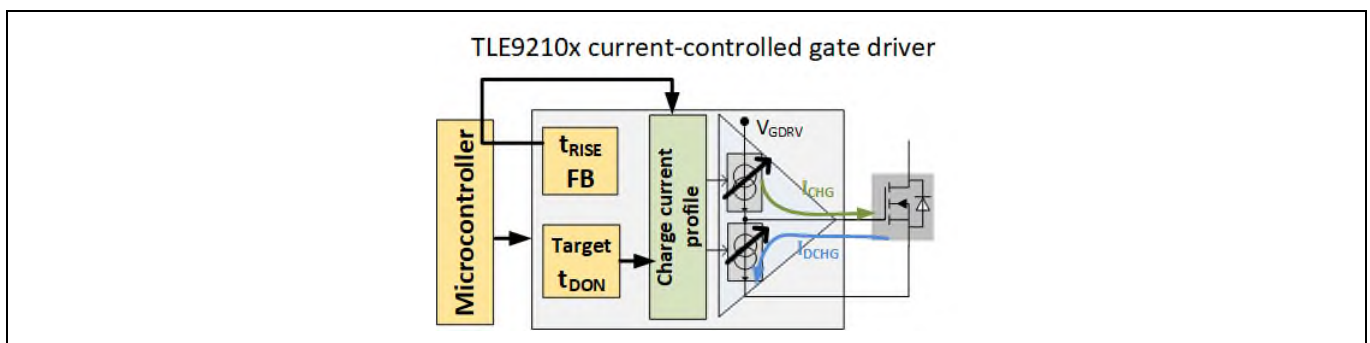 TLE9210x current-controlled gate driver
Microcontroller
tRISE
FB
Target
tDON
Charge current
profile
VGDRV
ICHG
IDCHG